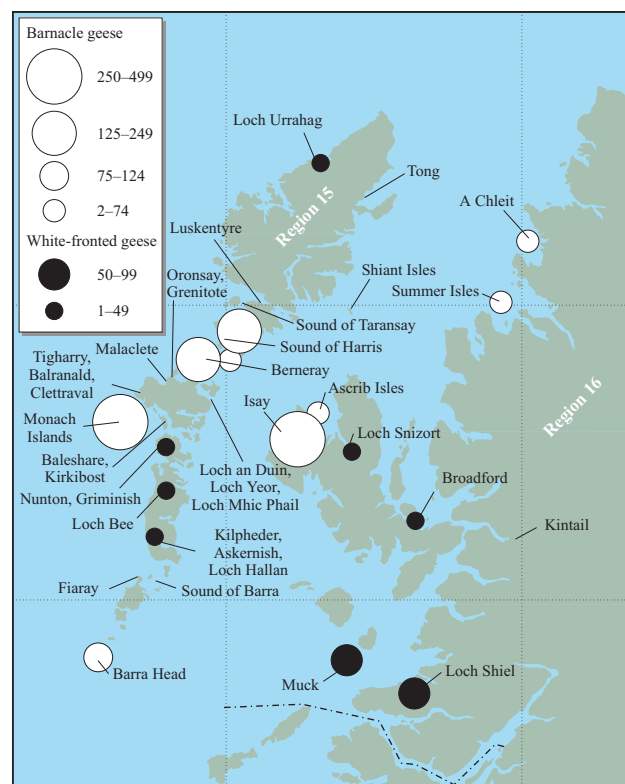 Barnacle geese
250–499
125–249
75–124
2–74
White-fronted geese
50–99
1–49
Loch Urrahag
Tong
Region 15
A Chleit
Luskentyre
Shiant Isles
Oronsay,
Grenitote
Summer Isles
Sound of Taransay
Sound of Harris
Malaclete
Berneray
Tigharry,
Balranald,
Clettraval
Ascrib Isles
Isay
Region 16
Monach
Islands
Loch Snizort
Baleshare,
Kirkibost
Loch an Duin,
Loch Yeor,
Loch Mhic Phail
Broadford
Nunton, Griminish
Loch Bee
Kintail
Kilpheder,
Askernish,
Loch Hallan
Fiaray
Sound of Barra
Barra Head
Muck
Loch Shiel